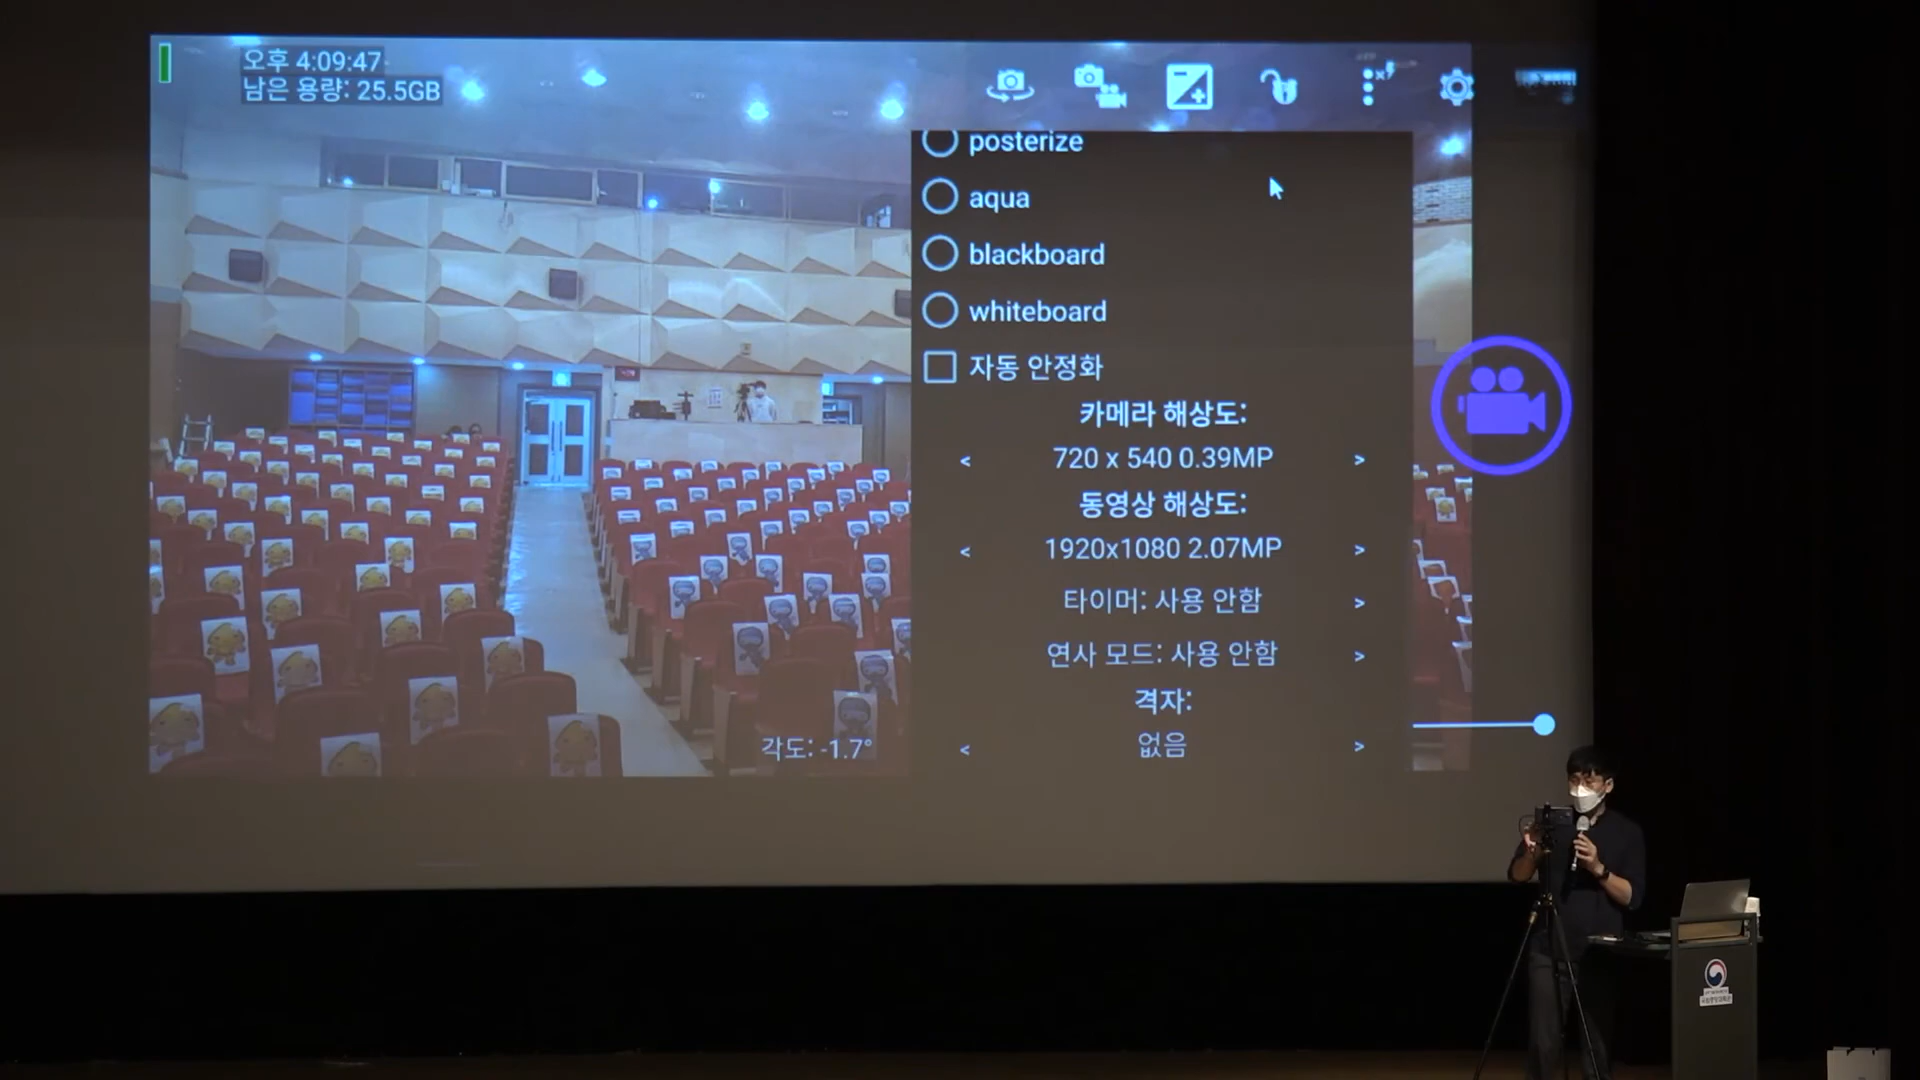 오후 4:09:47
남은 용량: 25.5GB
posterize
aqua
blackboard
whiteboard
자동 안정화
카메라 해상도:
< 720 x 540 0.39MP >
동영상 해상도:
< 1920x1080 2.07MP >
타이머: 사용 안함 >
연사 모드: 사용 안함 >
격자:
< 없음 >
각도: -1.7°